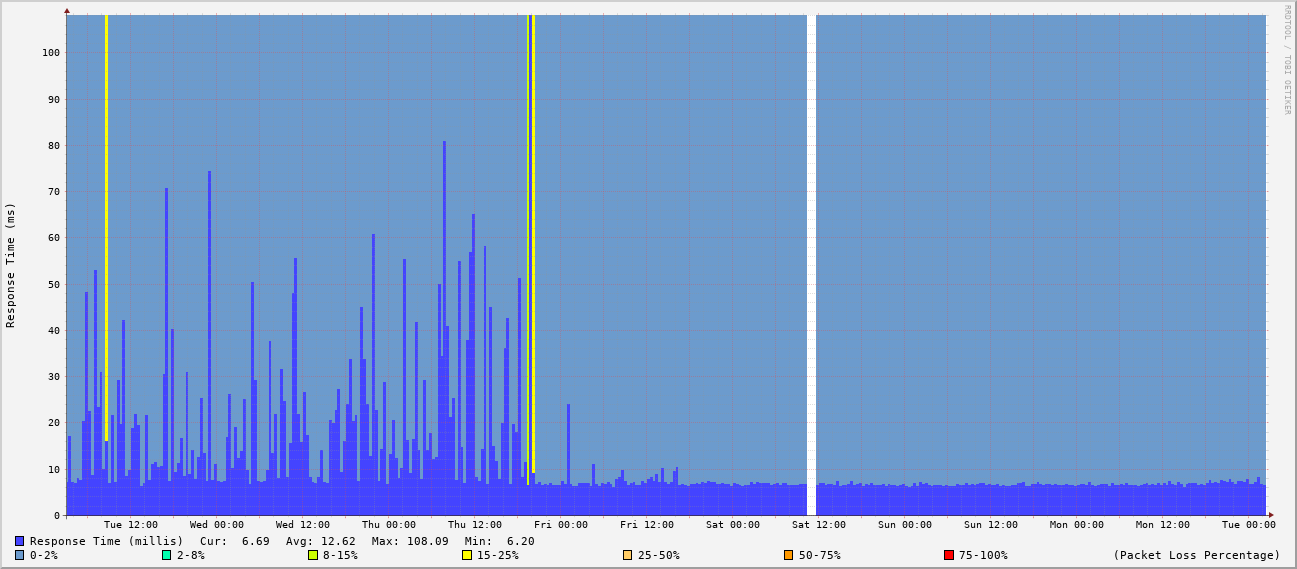 RRDTOOL / TOBI OETIKER
Response Time (ms)
100
90
80
70
60
50
40
30
20
10
0
Tue 12:00 Wed 00:00 Wed 12:00 Thu 00:00 Thu 12:00 Fri 00:00 Fri 12:00 Sat 00:00 Sat 12:00 Sun 00:00 Sun 12:00 Mon 00:00 Mon 12:00 Tue 00:00
Response Time (millis) Cur: 6.69 Avg: 12.62 Max: 108.09 Min: 6.20
0-2% 2-8% 8-15% 15-25% 25-50% 50-75% 75-100% (Packet Loss Percentage)